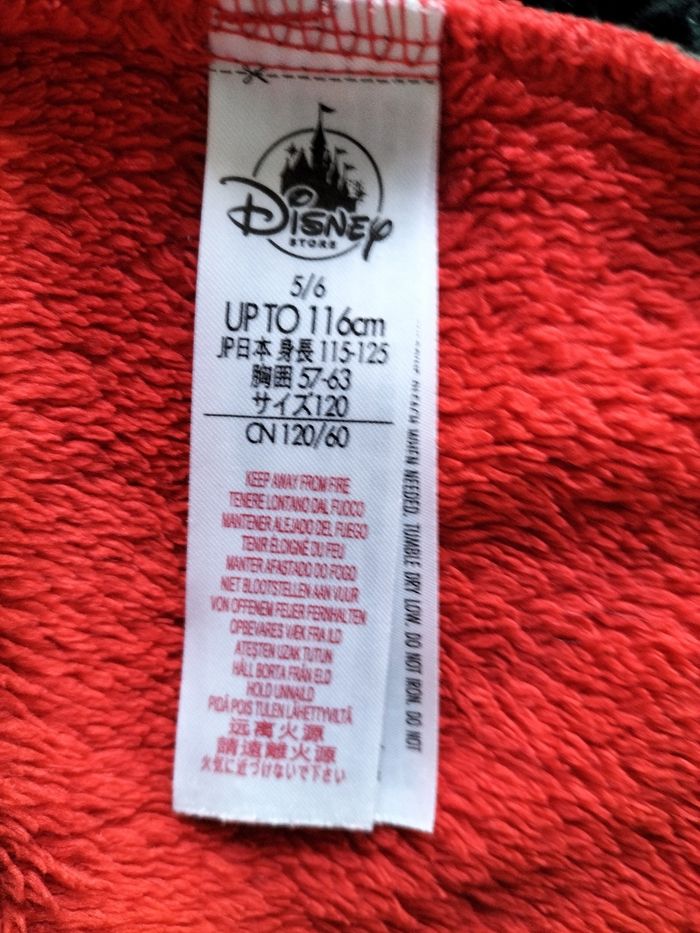 Disney
STORE
5/6
UP TO 116cm
JP日本 身長 115-125
胸囲 57-63
サイズ120
CN 120/60
KEEP AWAY FROM FIRE
TENERE LONTANO DAL FUOCO
MANTENER ALEJADO DEL FUEGO
TENIR ÉLOIGNÉ DU FEU
MANTER AFASTADO DO FOGO
NIET BLOOTSTELLEN AAN VUUR
VON OFFENEM FEUER FERNHALTEN
OPBEVARES VÆK FRA ILD
ATEŞTEN UZAK TUTUN
HÅLL BORTA FRÅN ELD
HOLD UNNAILD
PIDÄ POIS TULEN LÄHETTYVILTÄ
远离火源
請遠離火源
火気に近づけないで下さい
WHEN NEEDED, TUMBLE DRY LOW, DO NOT IRON, DO NOT